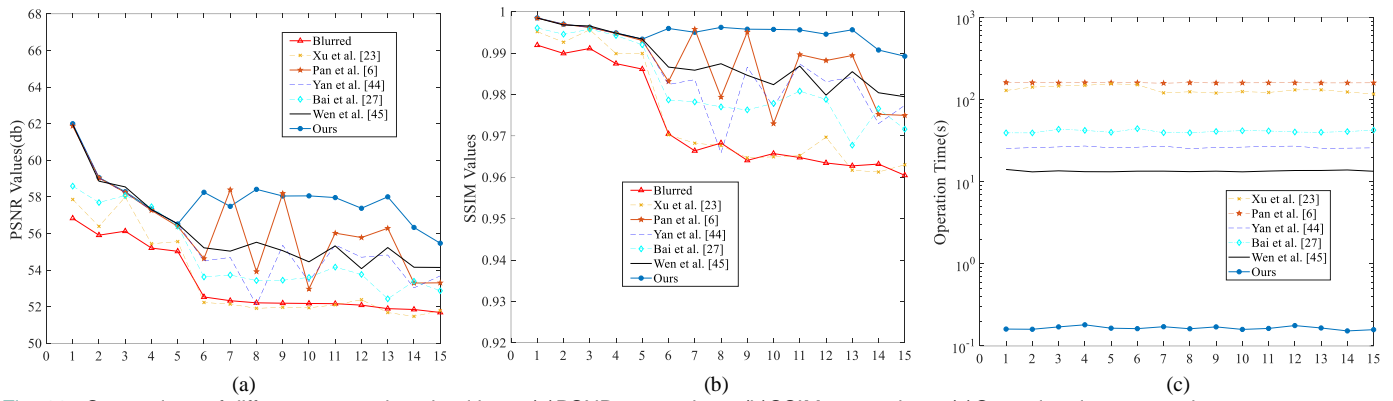 68
66
64
62
60
58
56
54
52
50
0 1 2 3 4 5 6 7 8 9 10 11 12 13 14 15
PSNR Values(db)
Blurred
Xu et al. [23]
Pan et al. [6]
Yan et al. [44]
Bai et al. [27]
Wen et al. [45]
Ours
(a)
1
0.99
0.98
0.97
0.96
0.95
0.94
0.93
0.92
0 1 2 3 4 5 6 7 8 9 10 11 12 13 14 15
SSIM Values
Blurred
Xu et al. [23]
Pan et al. [6]
Yan et al. [44]
Bai et al. [27]
Wen et al. [45]
Ours
(b)
10³
10²
10¹
10⁰
10⁻¹
0 1 2 3 4 5 6 7 8 9 10 11 12 13 14 15
Operation Time(s)
Xu et al. [23]
Pan et al. [6]
Yan et al. [44]
Bai et al. [27]
Wen et al. [45]
Ours
(c)